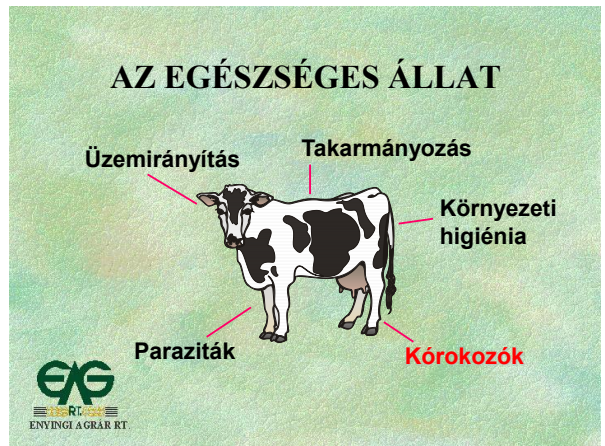 AZ EGÉSZSÉGES ÁLLAT
Üzemirányítás
Takarmányozás
Környezeti
higiénia
Paraziták
Kórokozók
EAG
RT.
ENYINGI AGRÁR RT